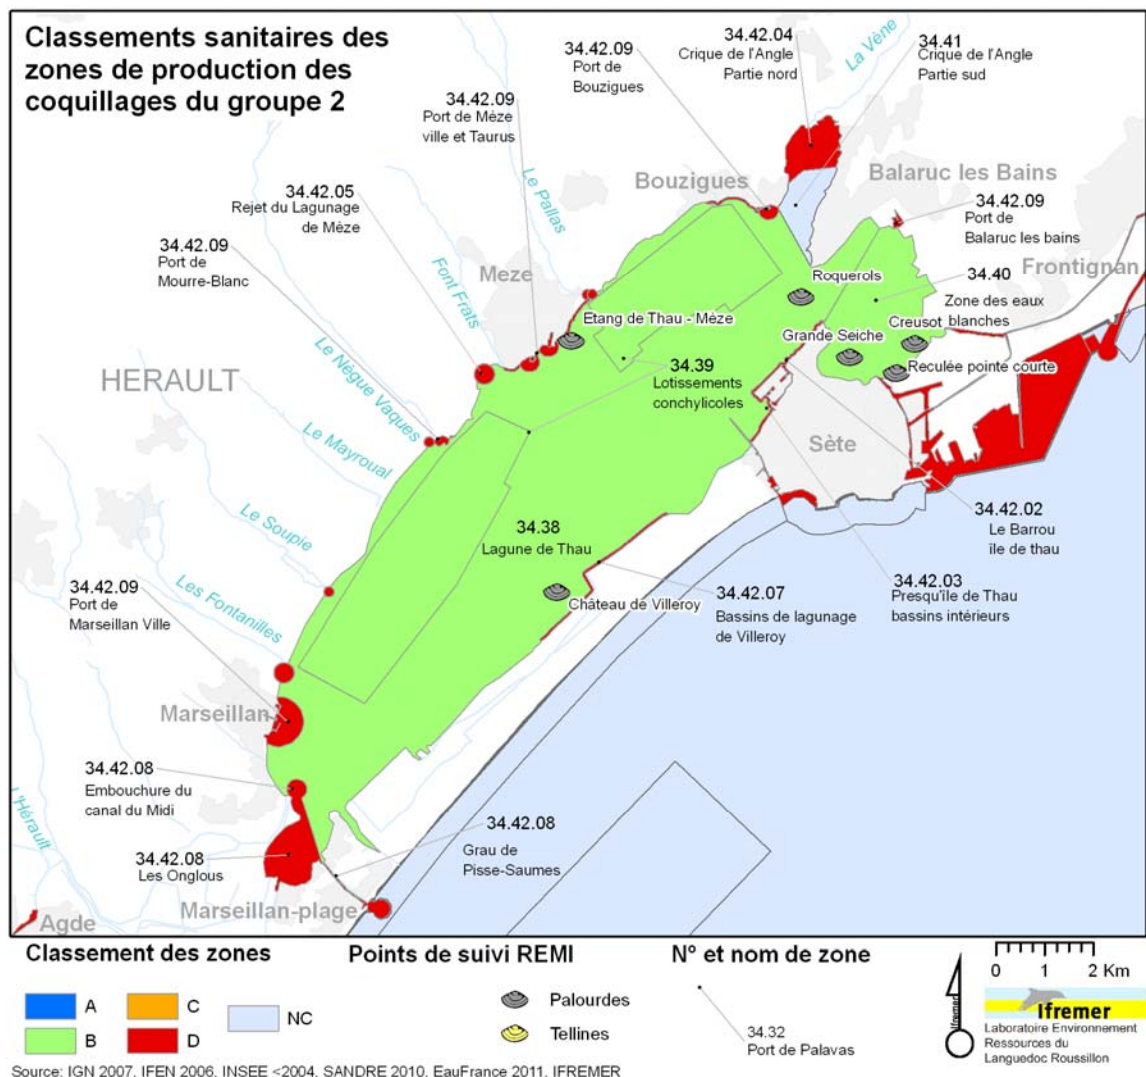 Classements sanitaires des
zones de production des
coquillages du groupe 2
34.42.09
Port de
Bouzigues
34.42.04
Crique de l'Angle
Partie nord
La Vène
34.41
Crique de l'Angle
Partie sud
34.42.09
Port de Mèze
ville et Taurus
Le Pallas
Bouzigues
Balaruc les Bains
34.42.05
Rejet du Lagunage
de Mèze
34.42.09
Port de
Balaruc les bains
34.42.09
Port de
Mourre-Blanc
Font Frats
Meze
Roquerols
34.40
Zone des eaux
blanches
Frontignan
Etang de Thau - Mèze
Grande Seiche
Creusot
Reculée pointe courte
HERAULT
Le Nègue Vaques
34.39
Lotissements
conchylicoles
Le Mayroual
Sète
Le Soupie
34.38
Lagune de Thau
34.42.02
Le Barrou
île de thau
Les Fontanilles
34.42.09
Port de
Marseillan Ville
Château de Villeroy
34.42.07
Bassins de lagunage
de Villeroy
34.42.03
Presqu'île de Thau
bassins intérieurs
Marseillan
34.42.08
Embouchure du
canal du Midi
L'Hérault
34.42.08
Grau de
Pisse-Saumes
34.42.08
Les Onglous
Marseillan-plage
Agde
Classement des zones
A
B
C
D
NC
Points de suivi REMI
Palourdes
Tellines
N° et nom de zone
34.32
Port de Palavas
0 1 2 Km
Ifremer
Ifremer
Laboratoire Environnement
Ressources du
Languedoc Roussillon
Source: IGN 2007, IFEN 2006, INSEE <2004, SANDRE 2010, EauFrance 2011, IFREMER